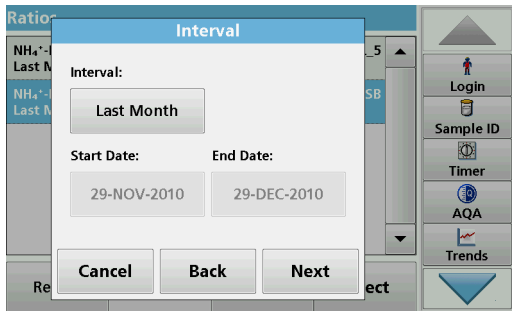 Ratios
Interval
NH₄⁺-
Last M
_5
NH₄⁺-
Last M
SB
Interval:
Last Month
Start Date: End Date:
29-NOV-2010 29-DEC-2010
Cancel Back Next
Re
ect
Login
Sample ID
Timer
AQA
Trends